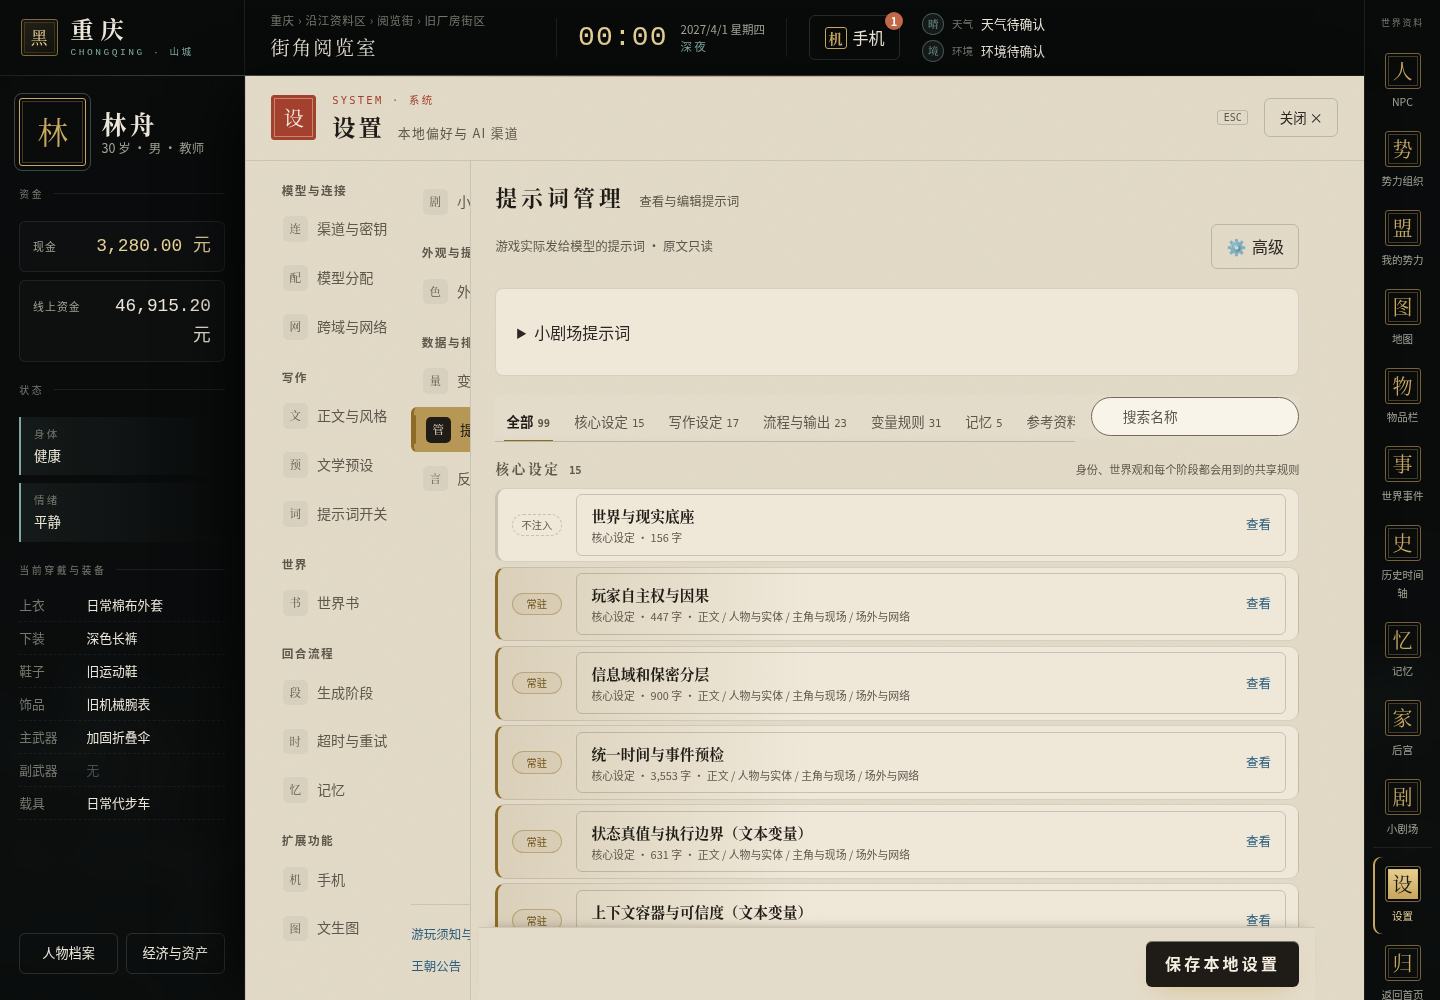 黑
重庆
CHONGQING · 山城
重庆 › 沿江资料区 › 阅览街 › 旧厂房街区
街角阅览室
00:00
2027/4/1 星期四
深夜
机 手机
1
晴 天气 天气待确认
境 环境 环境待确认
林
林舟
30 岁 • 男 • 教师
资金
现金 3,280.00 元
线上资金 46,915.20
元
状态
身体
健康
情绪
平静
当前穿戴与装备
上衣 日常棉布外套
下装 深色长裤
鞋子 旧运动鞋
饰品 旧机械腕表
主武器 加固折叠伞
副武器 无
载具 日常代步车
人物档案
经济与资产
设
SYSTEM · 系统
设置 本地偏好与 AI 渠道
ESC
关闭 ×
模型与连接
连 渠道与密钥
配 模型分配
网 跨域与网络
写作
文 正文与风格
预 文学预设
词 提示词开关
世界
书 世界书
回合流程
段 生成阶段
时 超时与重试
忆 记忆
扩展功能
机 手机
图 文生图
剧 小
外观与提
色 外
数据与排
量 变
管 提
言 反
游玩须知与
王朝公告
提示词管理 查看与编辑提示词
游戏实际发给模型的提示词 • 原文只读
⚙️ 高级
▶ 小剧场提示词
全部 99
核心设定 15
写作设定 17
流程与输出 23
变量规则 31
记忆 5
参考资料
搜索名称
核心设定 15
身份、世界观和每个阶段都会用到的共享规则
不注入
世界与现实底座
核心设定 • 156 字
查看
常驻
玩家自主权与因果
核心设定 • 447 字 • 正文 / 人物与实体 / 主角与现场 / 场外与网络
查看
常驻
信息域和保密分层
核心设定 • 900 字 • 正文 / 人物与实体 / 主角与现场 / 场外与网络
查看
常驻
统一时间与事件预检
核心设定 • 3,553 字 • 正文 / 人物与实体 / 主角与现场 / 场外与网络
查看
常驻
状态真值与执行边界（文本变量）
核心设定 • 631 字 • 正文 / 人物与实体 / 主角与现场 / 场外与网络
查看
常驻
上下文容器与可信度（文本变量）
查看
保存本地设置
世界资料
人
NPC
势
势力组织
盟
我的势力
图
地图
物
物品栏
事
世界事件
史
历史时间
轴
忆
记忆
家
后宫
剧
小剧场
设
设置
归
返回首页